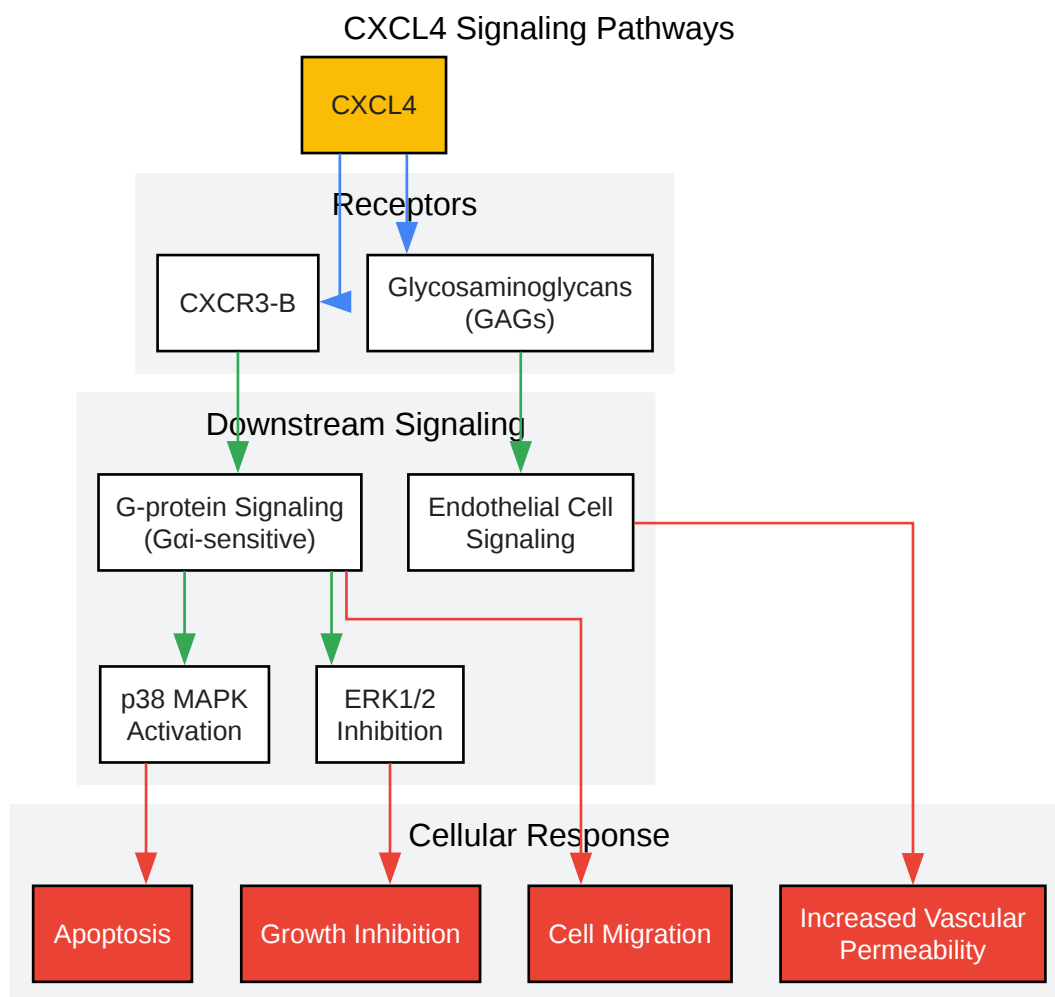 CXCL4 Signaling Pathways
CXCL4
Receptors
CXCR3-B
Glycosaminoglycans
(GAGs)
Downstream Signaling
G-protein Signaling
(Gαi-sensitive)
Endothelial Cell
Signaling
p38 MAPK
Activation
ERK1/2
Inhibition
Cellular Response
Apoptosis
Growth Inhibition
Cell Migration
Increased Vascular
Permeability